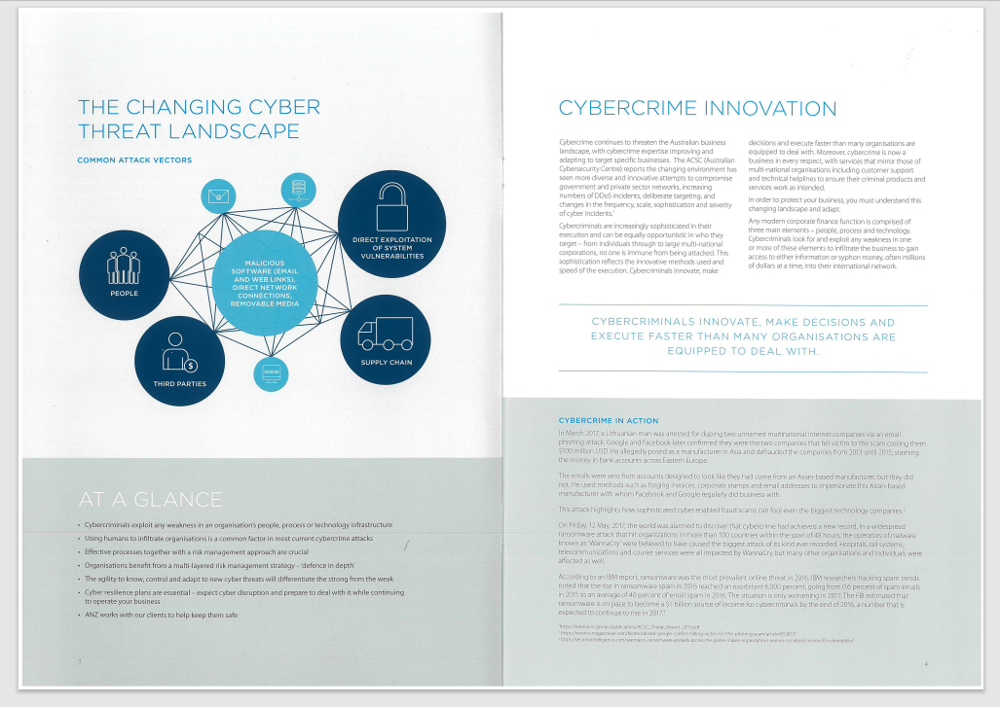 THE CHANGING CYBER
THREAT LANDSCAPE
COMMON ATTACK VECTORS
DIRECT EXPLOITATION
OF SYSTEM
VULNERABILITIES
PEOPLE
MALICIOUS
SOFTWARE (EMAIL
AND WEB LINKS),
DIRECT NETWORK
CONNECTIONS,
REMOVABLE MEDIA
SUPPLY CHAIN
WWW
$
THIRD PARTIES
AT A GLANCE
• Cybercriminals exploit any weakness in an organisation's people, process or technology infrastructure
• Using humans to infiltrate organisations is a common factor in most current cybercrime attacks
• Effective processes together with a risk management approach are crucial
• Organisations benefit from a multi-layered risk management strategy – 'defence in depth'
• The agility to know, control and adapt to new cyber threats will differentiate the strong from the weak
• Cyber resilience plans are essential – expect cyber disruption and prepare to deal with it while continuing
to operate your business
• ANZ works with our clients to help keep them safe
3
CYBERCRIME INNOVATION
Cybercrime continues to threaten the Australian business
landscape, with cybercrime expertise improving and
adapting to target specific businesses. The ACSC (Australian
Cybersecurity Centre) reports the changing environment has
seen more diverse and innovative attempts to compromise
government and private sector networks, increasing
numbers of DDoS incidents, deliberate targeting, and
changes in the frequency, scale, sophistication and severity
of cyber incidents.¹
Cybercriminals are increasingly sophisticated in their
execution and can be equally opportunistic in who they
target – from individuals through to large multi-national
corporations, no one is immune from being attacked. This
sophistication reflects the innovative methods used and
speed of the execution. Cybercriminals innovate, make
decisions and execute faster than many organisations are
equipped to deal with. Moreover, cybercrime is now a
business in every respect, with services that mirror those of
multi-national organisations including customer support
and technical helplines to ensure their criminal products and
services work as intended.
In order to protect your business, you must understand this
changing landscape and adapt.
Any modern corporate finance function is comprised of
three main elements – people, process and technology.
Cybercriminals look for and exploit any weakness in one
or more of these elements to infiltrate the business to gain
access to either information or syphon money, often millions
of dollars at a time, into their international network.
CYBERCRIMINALS INNOVATE, MAKE DECISIONS AND
EXECUTE FASTER THAN MANY ORGANISATIONS ARE
EQUIPPED TO DEAL WITH.
CYBERCRIME IN ACTION
In March 2017, a Lithuanian man was arrested for duping two unnamed multinational internet companies via an email
phishing attack. Google and Facebook later confirmed they were the two companies that fell victim to the scam costing them
$100 million USD. He allegedly posed as a manufacturer in Asia and defrauded the companies from 2013 until 2015, stashing
the money in bank accounts across Eastern Europe.
The emails were sent from accounts designed to look like they had come from an Asian-based manufacturer, but they did
not. He used methods such as forging invoices, corporate stamps and email addresses to impersonate this Asian-based
manufacturer with whom Facebook and Google regularly did business with.
This attack highlights how sophisticated cyber enabled fraud scams can fool even the biggest technology companies.²
On Friday, 12 May, 2017, the world was alarmed to discover that cybercrime had achieved a new record. In a widespread
ransomware attack that hit organizations in more than 100 countries within the span of 48 hours, the operators of malware
known as 'WannaCry' were believed to have caused the biggest attack of its kind ever recorded. Hospitals, rail systems,
telecommunications and courier services were all impacted by WannaCry but many other organisations and individuals were
affected as well.
According to an IBM report, ransomware was the most prevalent online threat in 2016. IBM researchers tracking spam trends
noted that the rise in ransomware spam in 2016 reached an exorbitant 6,000 percent, going from 0.6 percent of spam emails
in 2015 to an average of 40 percent of email spam in 2016. The situation is only worsening in 2017. The FBI estimated that
ransomware is on pace to become a $1 billion source of income for cybercriminals by the end of 2016, a number that is
expected to continue to rise in 2017.³
4